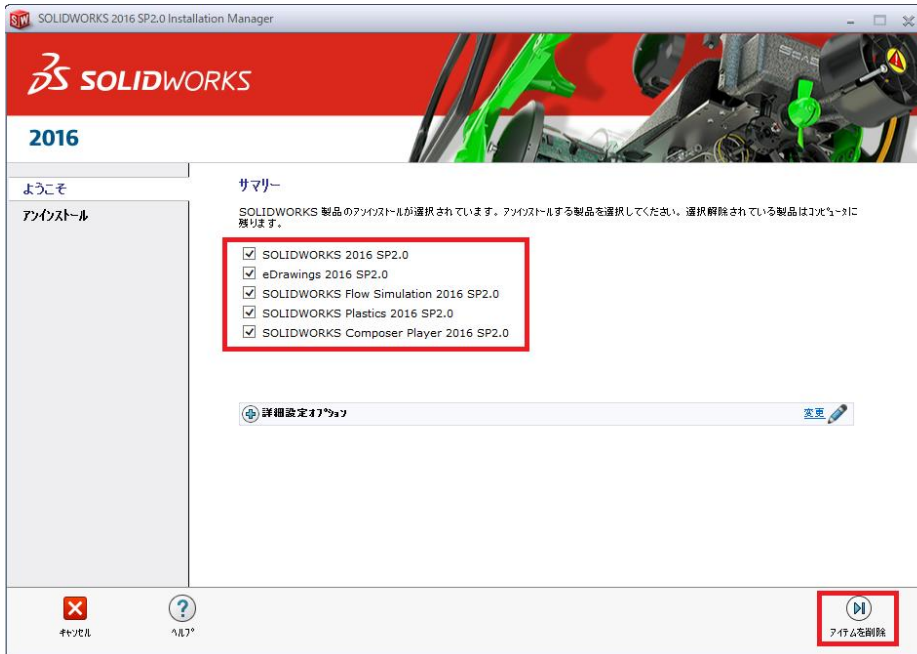 SOLIDWORKS 2016 SP2.0 Installation Manager
SOLIDWORKS
2016
ようこそ
アンインストール
サマリー
SOLIDWORKS 製品のアンインストールが選択されています。アンインストールする製品を選択してください。選択解除されている製品はコンピュータに
残ります。
SOLIDWORKS 2016 SP2.0
eDrawings 2016 SP2.0
SOLIDWORKS Flow Simulation 2016 SP2.0
SOLIDWORKS Plastics 2016 SP2.0
SOLIDWORKS Composer Player 2016 SP2.0
詳細設定オプション 変更
キャンセル
ヘルプ
アイテムを削除